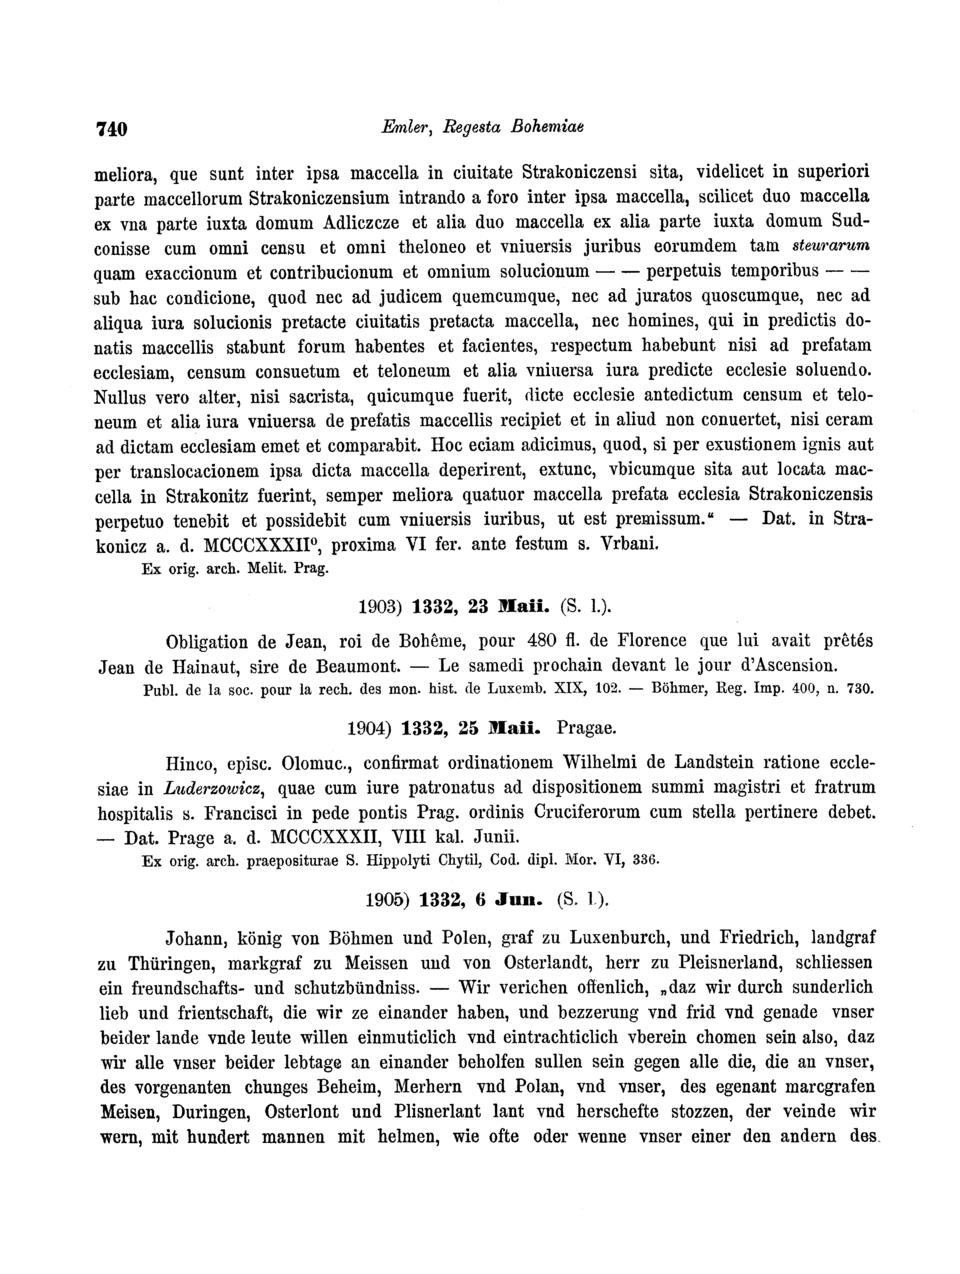 740 Emler, Regesta Bohemiae
meliora, que sunt inter ipsa maccella in ciuitate Strakoniczensi sita, videlicet in superiori
parte maccellorum Strakoniczensium intrando a foro inter ipsa maccella, scilicet duo maccella
ex vna parte iuxta domum Adliczcze et alia duo maccella ex alia parte iuxta domum Sud-
conisse cum omni censu et omni theloneo et vniuersis juribus eorumdem tam steurarum
quam exaccionum et contribucionum et omnium solucionum — — perpetuis temporibus — —
sub hac condicione, quod nec ad judicem quemcumque, nec ad juratos quoscumque, nec ad
aliqua iura solucionis pretacte ciuitatis pretacta maccella, nec homines, qui in predictis do-
natis maccellis stabunt forum habentes et facientes, respectum habebunt nisi ad prefatam
ecclesiam, censum consuetum et teloneum et alia vniuersa iura predicte ecclesie soluendo.
Nullus vero alter, nisi sacrista, quicumque fuerit, dicte ecclesie antedictum censum et telo-
neum et alia iura vniuersa de prefatis maccellis recipiet et in aliud non conuertet, nisi ceram
ad dictam ecclesiam emet et comparabit. Hoc eciam adicimus, quod, si per exustionem ignis aut
per translocacionem ipsa dicta maccella deperirent, extunc, vbicumque sita aut locata mac-
cella in Strakonitz fuerint, semper meliora quatuor maccella prefata ecclesia Strakoniczensis
perpetuo tenebit et possidebit cum vniuersis iuribus, ut est premissum.“ — Dat. in Stra-
konicz a. d. MCCCXXXII⁰, proxima VI fer. ante festum s. Vrbani.
Ex orig. arch. Melit. Prag.
1903) 1332, 23 Maii. (S. l.).
Obligation de Jean, roi de Bohême, pour 480 fl. de Florence que lui avait prêtés
Jean de Hainaut, sire de Beaumont. — Le samedi prochain devant le jour d'Ascension.
Publ. de la soc. pour la rech. des mon. hist. de Luxemb. XIX, 102. — Böhmer, Reg. Imp. 400, n. 730.
1904) 1332, 25 Maii. Pragae.
Hinco, episc. Olomuc., confirmat ordinationem Wilhelmi de Landstein ratione eccle-
siae in Luderzowicz, quae cum iure patronatus ad dispositionem summi magistri et fratrum
hospitalis s. Francisci in pede pontis Prag. ordinis Cruciferorum cum stella pertinere debet.
— Dat. Prage a. d. MCCCXXXII, VIII kal. Junii.
Ex orig. arch. praepositurae S. Hippolyti Chytil, Cod. dipl. Mor. VI, 336.
1905) 1332, 6 Jun. (S. l.).
Johann, könig von Böhmen und Polen, graf zu Luxenburch, und Friedrich, landgraf
zu Thüringen, markgraf zu Meissen und von Osterlandt, herr zu Pleisnerland, schliessen
ein freundschafts- und schutzbündniss. — Wir verichen offenlich, „daz wir durch sunderlich
lieb und frientschaft, die wir ze einander haben, und bezzerung vnd frid vnd genade vnser
beider lande vnde leute willen einmuticlich vnd eintrachticlich vberein chomen sein also, daz
wir alle vnser beider lebtage an einander beholfen sullen sein gegen alle die, die an vnser,
des vorgenanten chunges Beheim, Merhern vnd Polan, vnd vnser, des egenant marcgrafen
Meisen, Duringen, Osterlont und Plisnerlant lant vnd herschefte stozzen, der veinde wir
wern, mit hundert mannen mit helmen, wie ofte oder wenne vnser einer den andern des